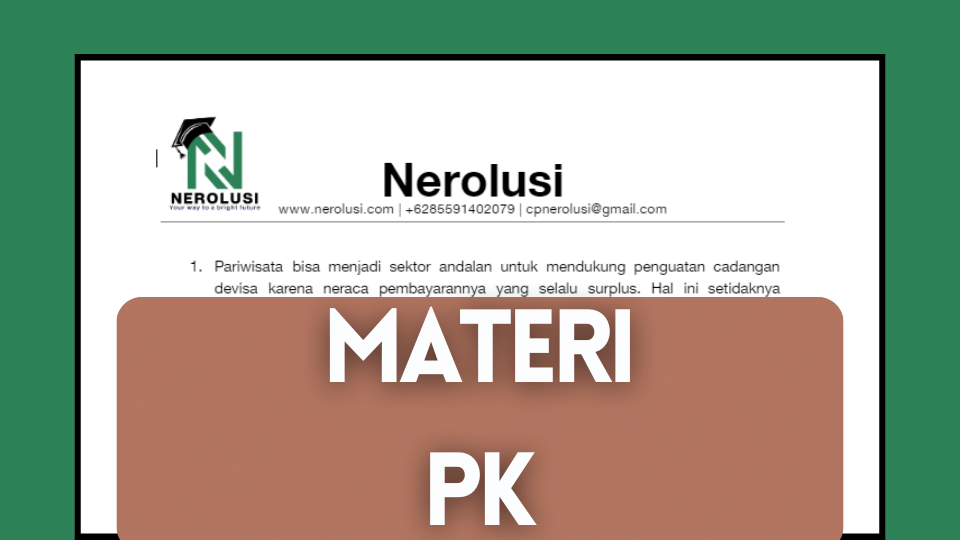 NEROLUSI
Your way to a bright future
Nerolusi
www.nerolusi.com | +6285591402079 | cpnerolusi@gmail.com
1. Pariwisata bisa menjadi sektor andalan untuk mendukung penguatan cadangan
devisa karena neraca pembayarannya yang selalu surplus. Hal ini setidaknya
MATERI
PK